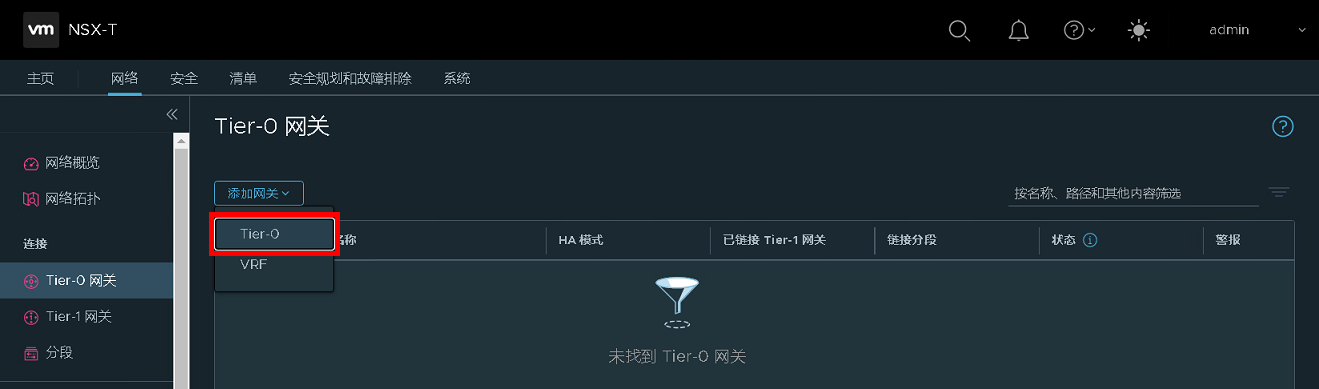 vm NSX-T admin
主页 网络 安全 清单 安全规划和故障排除 系统
Tier-0 网关
网络概览
网络拓扑
添加网关 按名称、路径和其他内容筛选
Tier-0
连接
名称 HA 模式 已链接 Tier-1 网关 链接分段 状态 警报
VRF
Tier-0 网关
Tier-1 网关
分段
未找到 Tier-0 网关